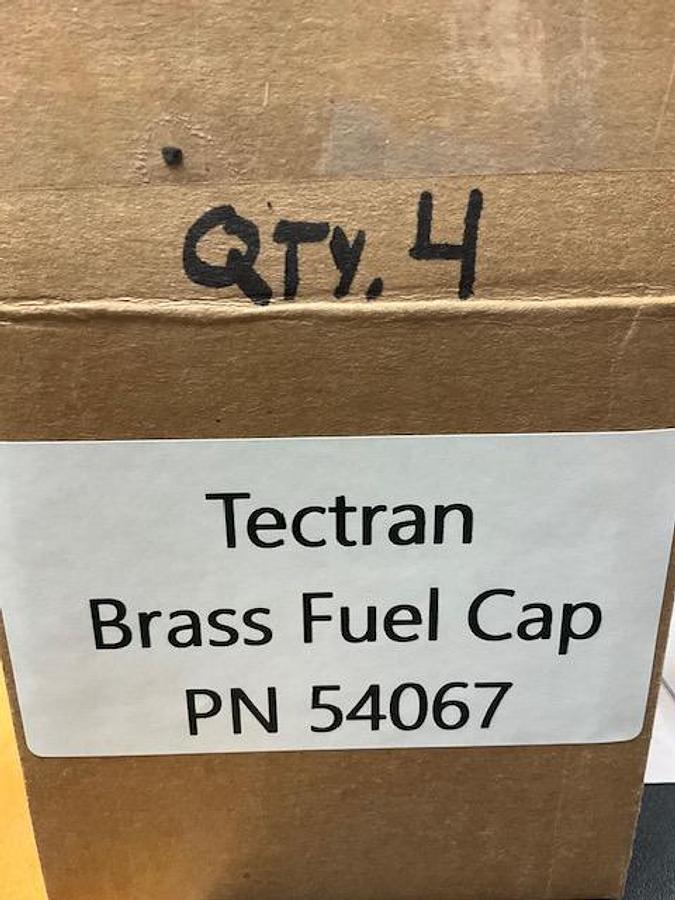 QTY. 4
Tectran
Brass Fuel Cap
PN 54067